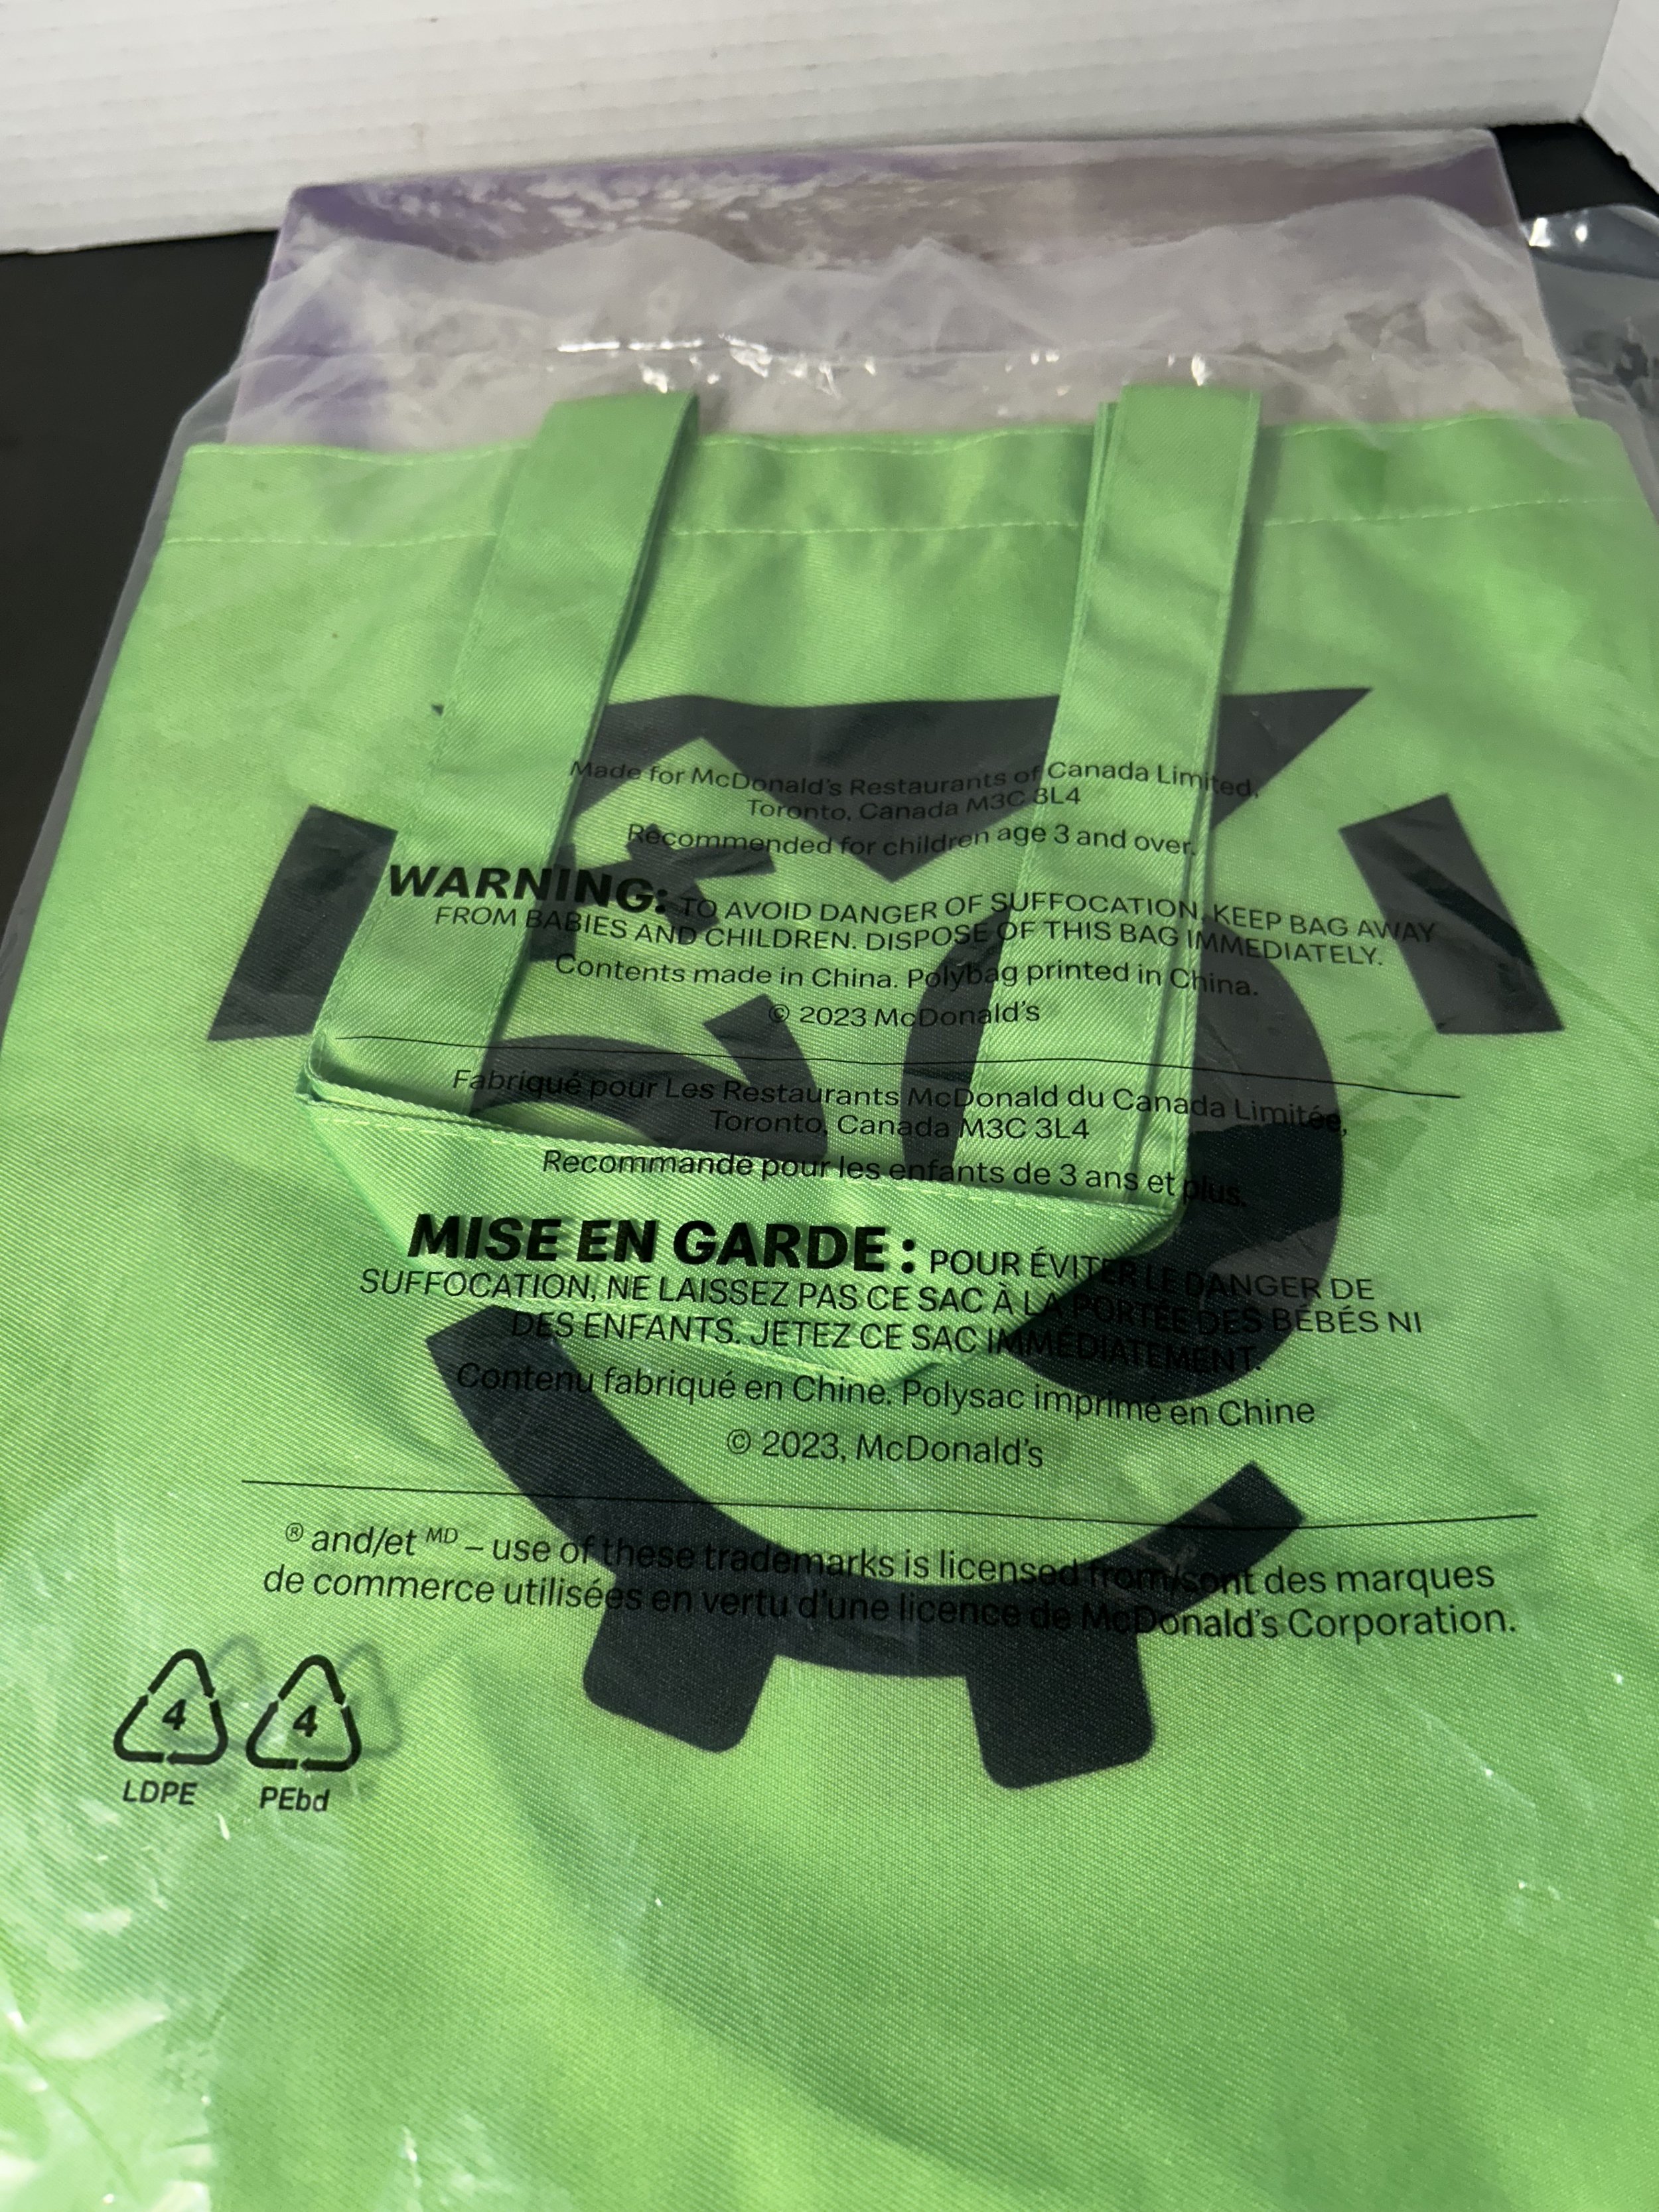 Made for McDonald's Restaurants of Canada Limited,
Toronto, Canada M3C 3L4
Recommended for children age 3 and over.
WARNING: TO AVOID DANGER OF SUFFOCATION, KEEP BAG AWAY
FROM BABIES AND CHILDREN. DISPOSE OF THIS BAG IMMEDIATELY.
Contents made in China. Polybag printed in China.
© 2023 McDonald's
Fabriqué pour Les Restaurants McDonald du Canada Limitée,
Toronto, Canada M3C 3L4
Recommandé pour les enfants de 3 ans et plus.
MISE EN GARDE : POUR ÉVITER LE DANGER DE
SUFFOCATION, NE LAISSEZ PAS CE SAC À LA PORTÉE DES BÉBÉS NI
DES ENFANTS. JETEZ CE SAC IMMÉDIATEMENT.
Contenu fabriqué en Chine. Polysac imprimé en Chine
© 2023, McDonald's
® and/et MD – use of these trademarks is licensed from/sont des marques
de commerce utilisées en vertu d'une licence de McDonald's Corporation.
4 4
LDPE PEbd